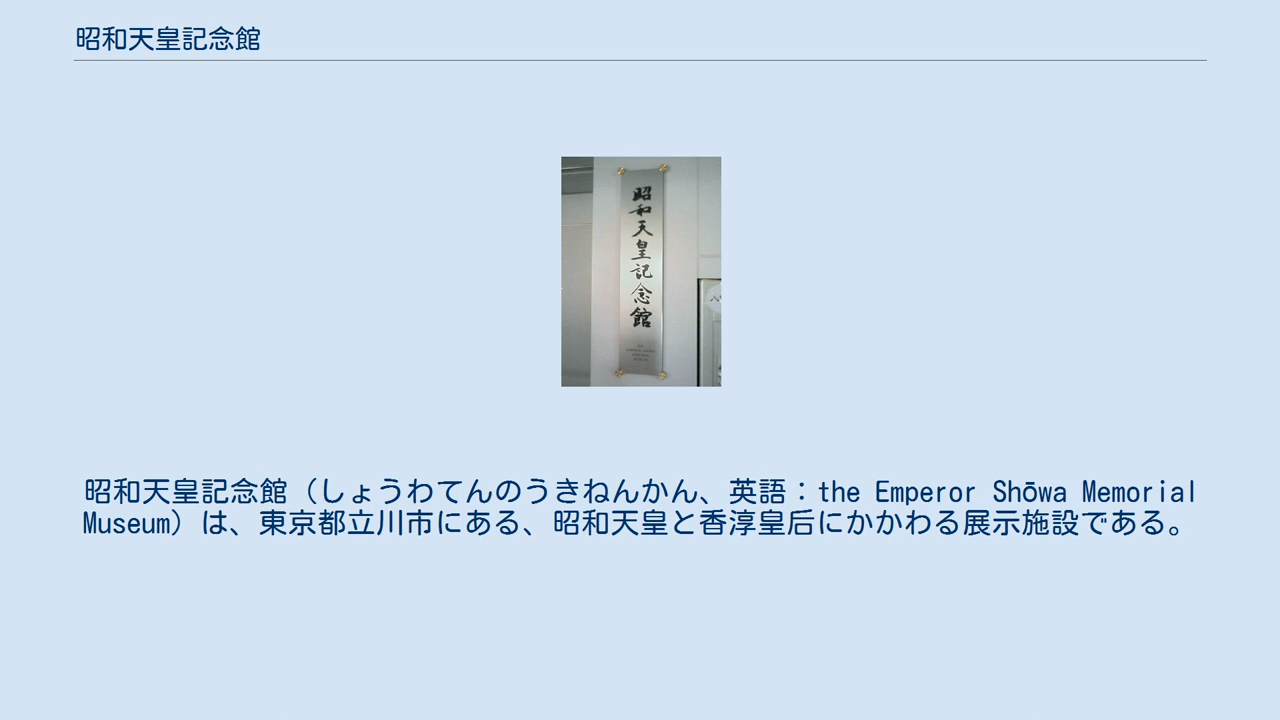 昭和天皇記念館
昭和天皇記念館
昭和天皇記念館（しょうわてんのうきねんかん、英語：the Emperor Shōwa Memorial
Museum）は、東京都立川市にある、昭和天皇と香淳皇后にかかわる展示施設である。